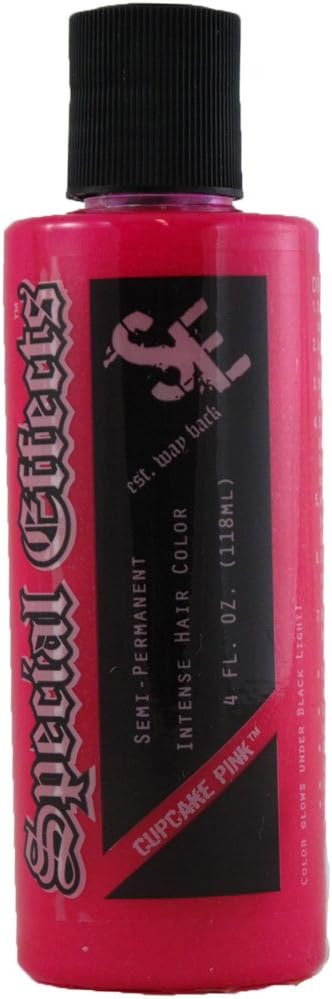 Special Effects™
SE
est. way back
Semi-Permanent
Intense Hair Color
4 fl. oz. (118ml)
Cupcake Pink™
Color glows under Black Light!